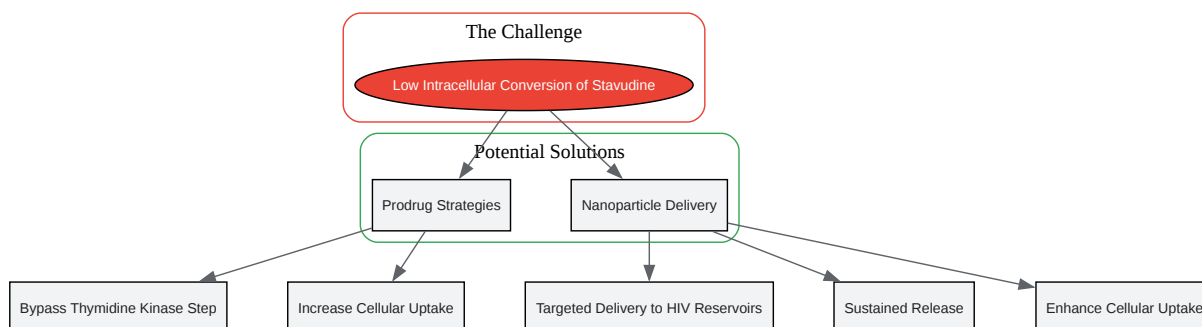 The Challenge
Low Intracellular Conversion of Stavudine
Potential Solutions
Prodrug Strategies
Nanoparticle Delivery
Bypass Thymidine Kinase Step
Increase Cellular Uptake
Targeted Delivery to HIV Reservoirs
Sustained Release
Enhance Cellular Uptake